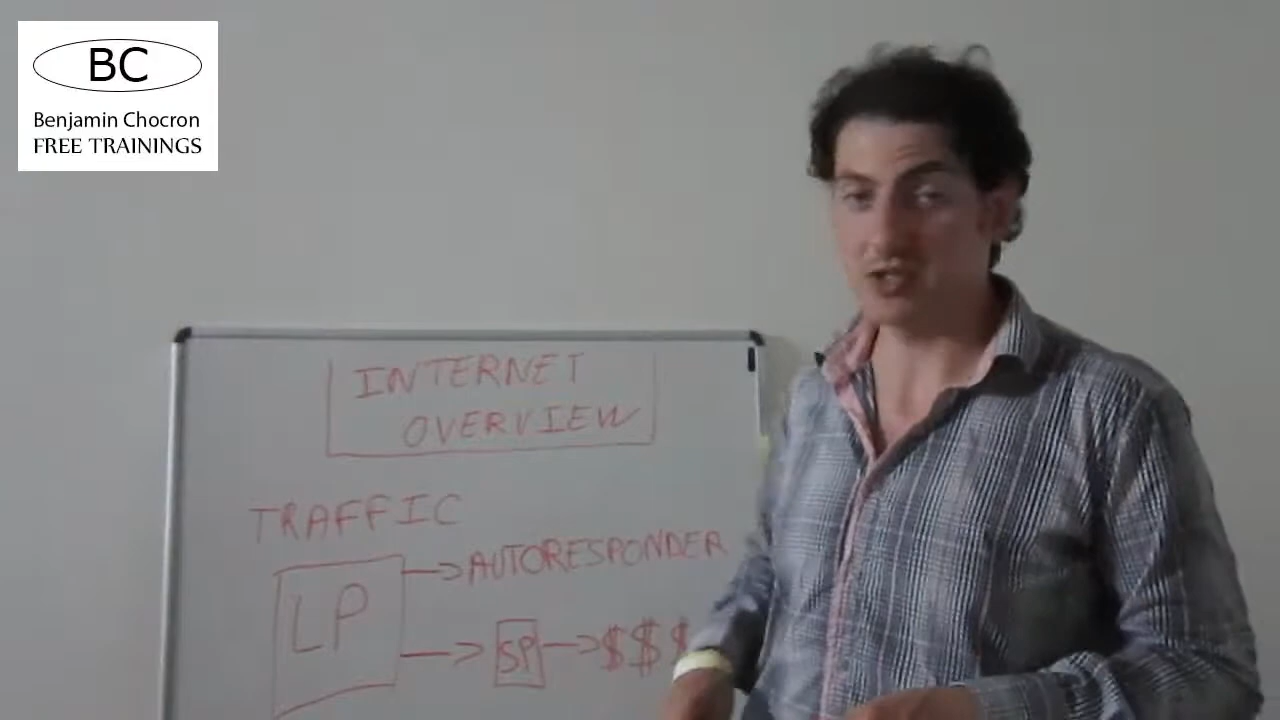 BC
Benjamin Chocron
FREE TRAININGS
INTERNET
OVERVIEW
TRAFFIC
LP
AUTORESPONDER
SP
$$$